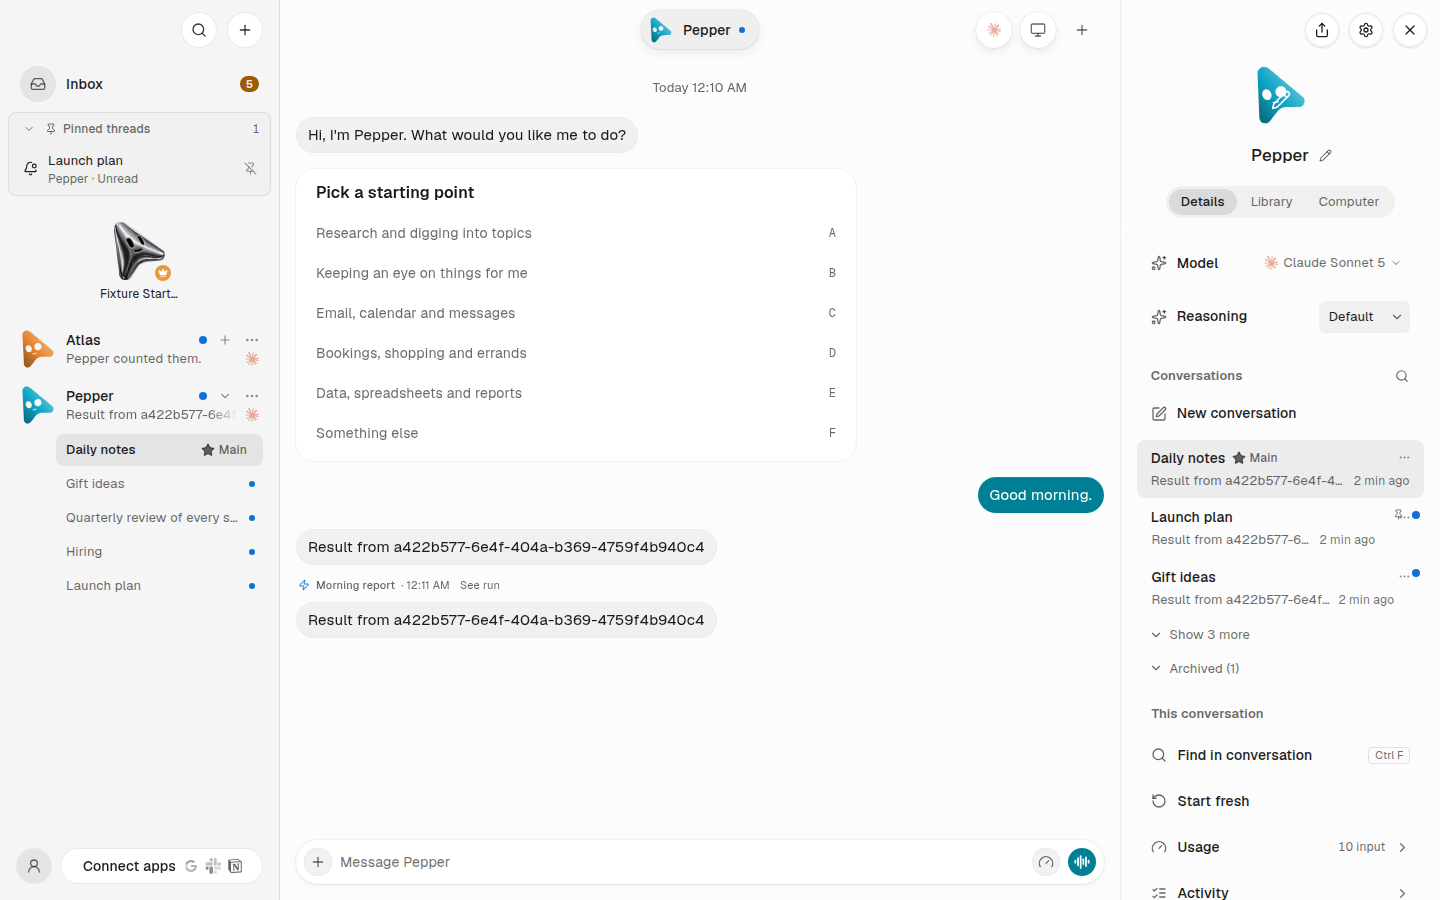 Inbox
5
Pinned threads
1
Launch plan
Pepper · Unread
Fixture Start...
Atlas
Pepper counted them.
Pepper
Result from a422b577-6e4f
Daily notes
Main
Gift ideas
Quarterly review of every s...
Hiring
Launch plan
Connect apps
Pepper
Today 12:10 AM
Hi, I'm Pepper. What would you like me to do?
Pick a starting point
Research and digging into topics A
Keeping an eye on things for me B
Email, calendar and messages C
Bookings, shopping and errands D
Data, spreadsheets and reports E
Something else F
Good morning.
Result from a422b577-6e4f-404a-b369-4759f4b940c4
Morning report · 12:11 AM See run
Result from a422b577-6e4f-404a-b369-4759f4b940c4
Message Pepper
Pepper
Details Library Computer
Model Claude Sonnet 5
Reasoning Default
Conversations
New conversation
Daily notes Main
Result from a422b577-6e4f-4... 2 min ago
Launch plan
Result from a422b577-6... 2 min ago
Gift ideas
Result from a422b577-6e4f... 2 min ago
Show 3 more
Archived (1)
This conversation
Find in conversation Ctrl F
Start fresh
Usage 10 input
Activity